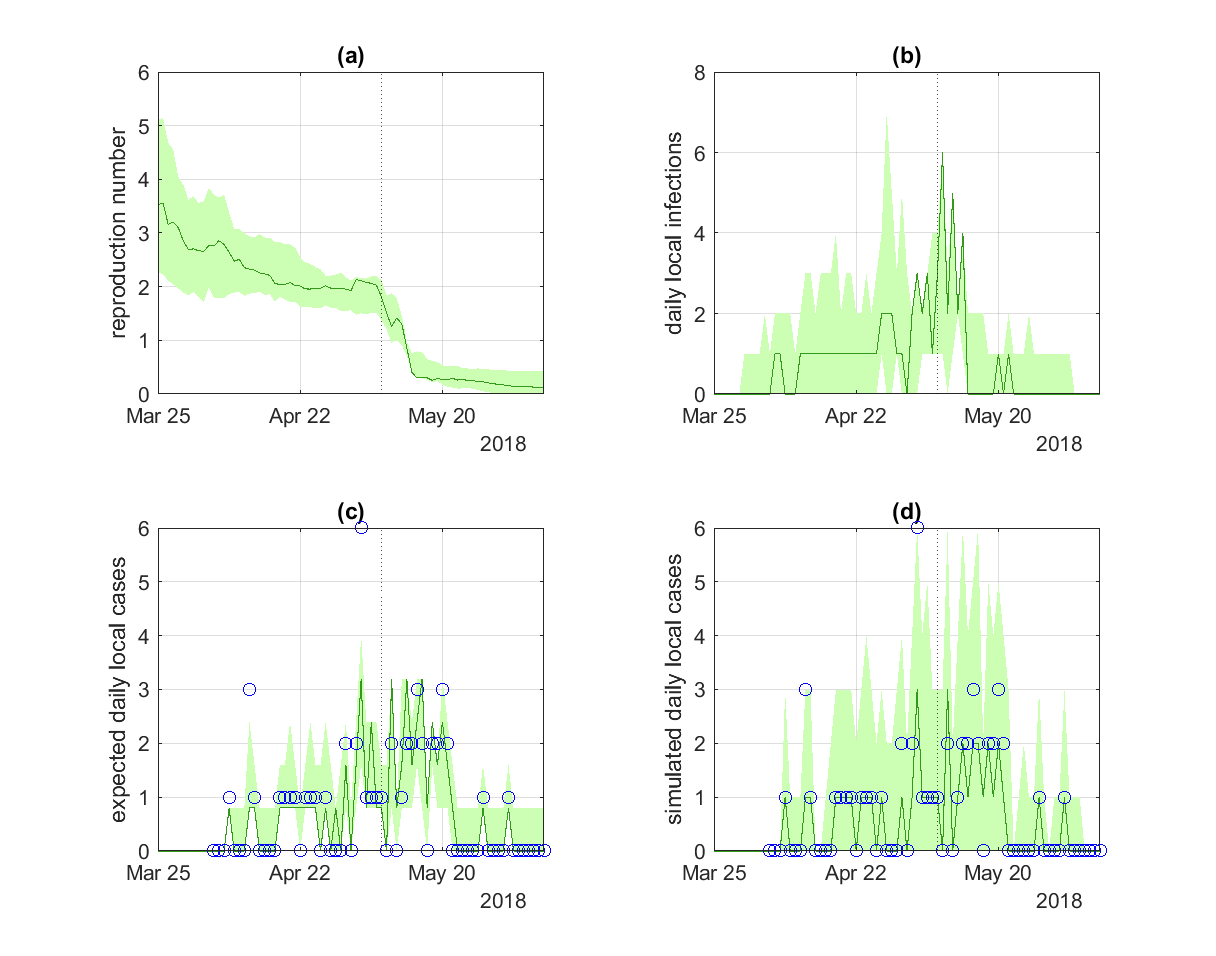 (a)
6
5
4
3
2
1
0
reproduction number
Mar 25 Apr 22 May 20
2018
(b)
8
6
4
2
0
daily local infections
Mar 25 Apr 22 May 20
2018
(c)
6
5
4
3
2
1
0
expected daily local cases
Mar 25 Apr 22 May 20
2018
(d)
6
5
4
3
2
1
0
simulated daily local cases
Mar 25 Apr 22 May 20
2018